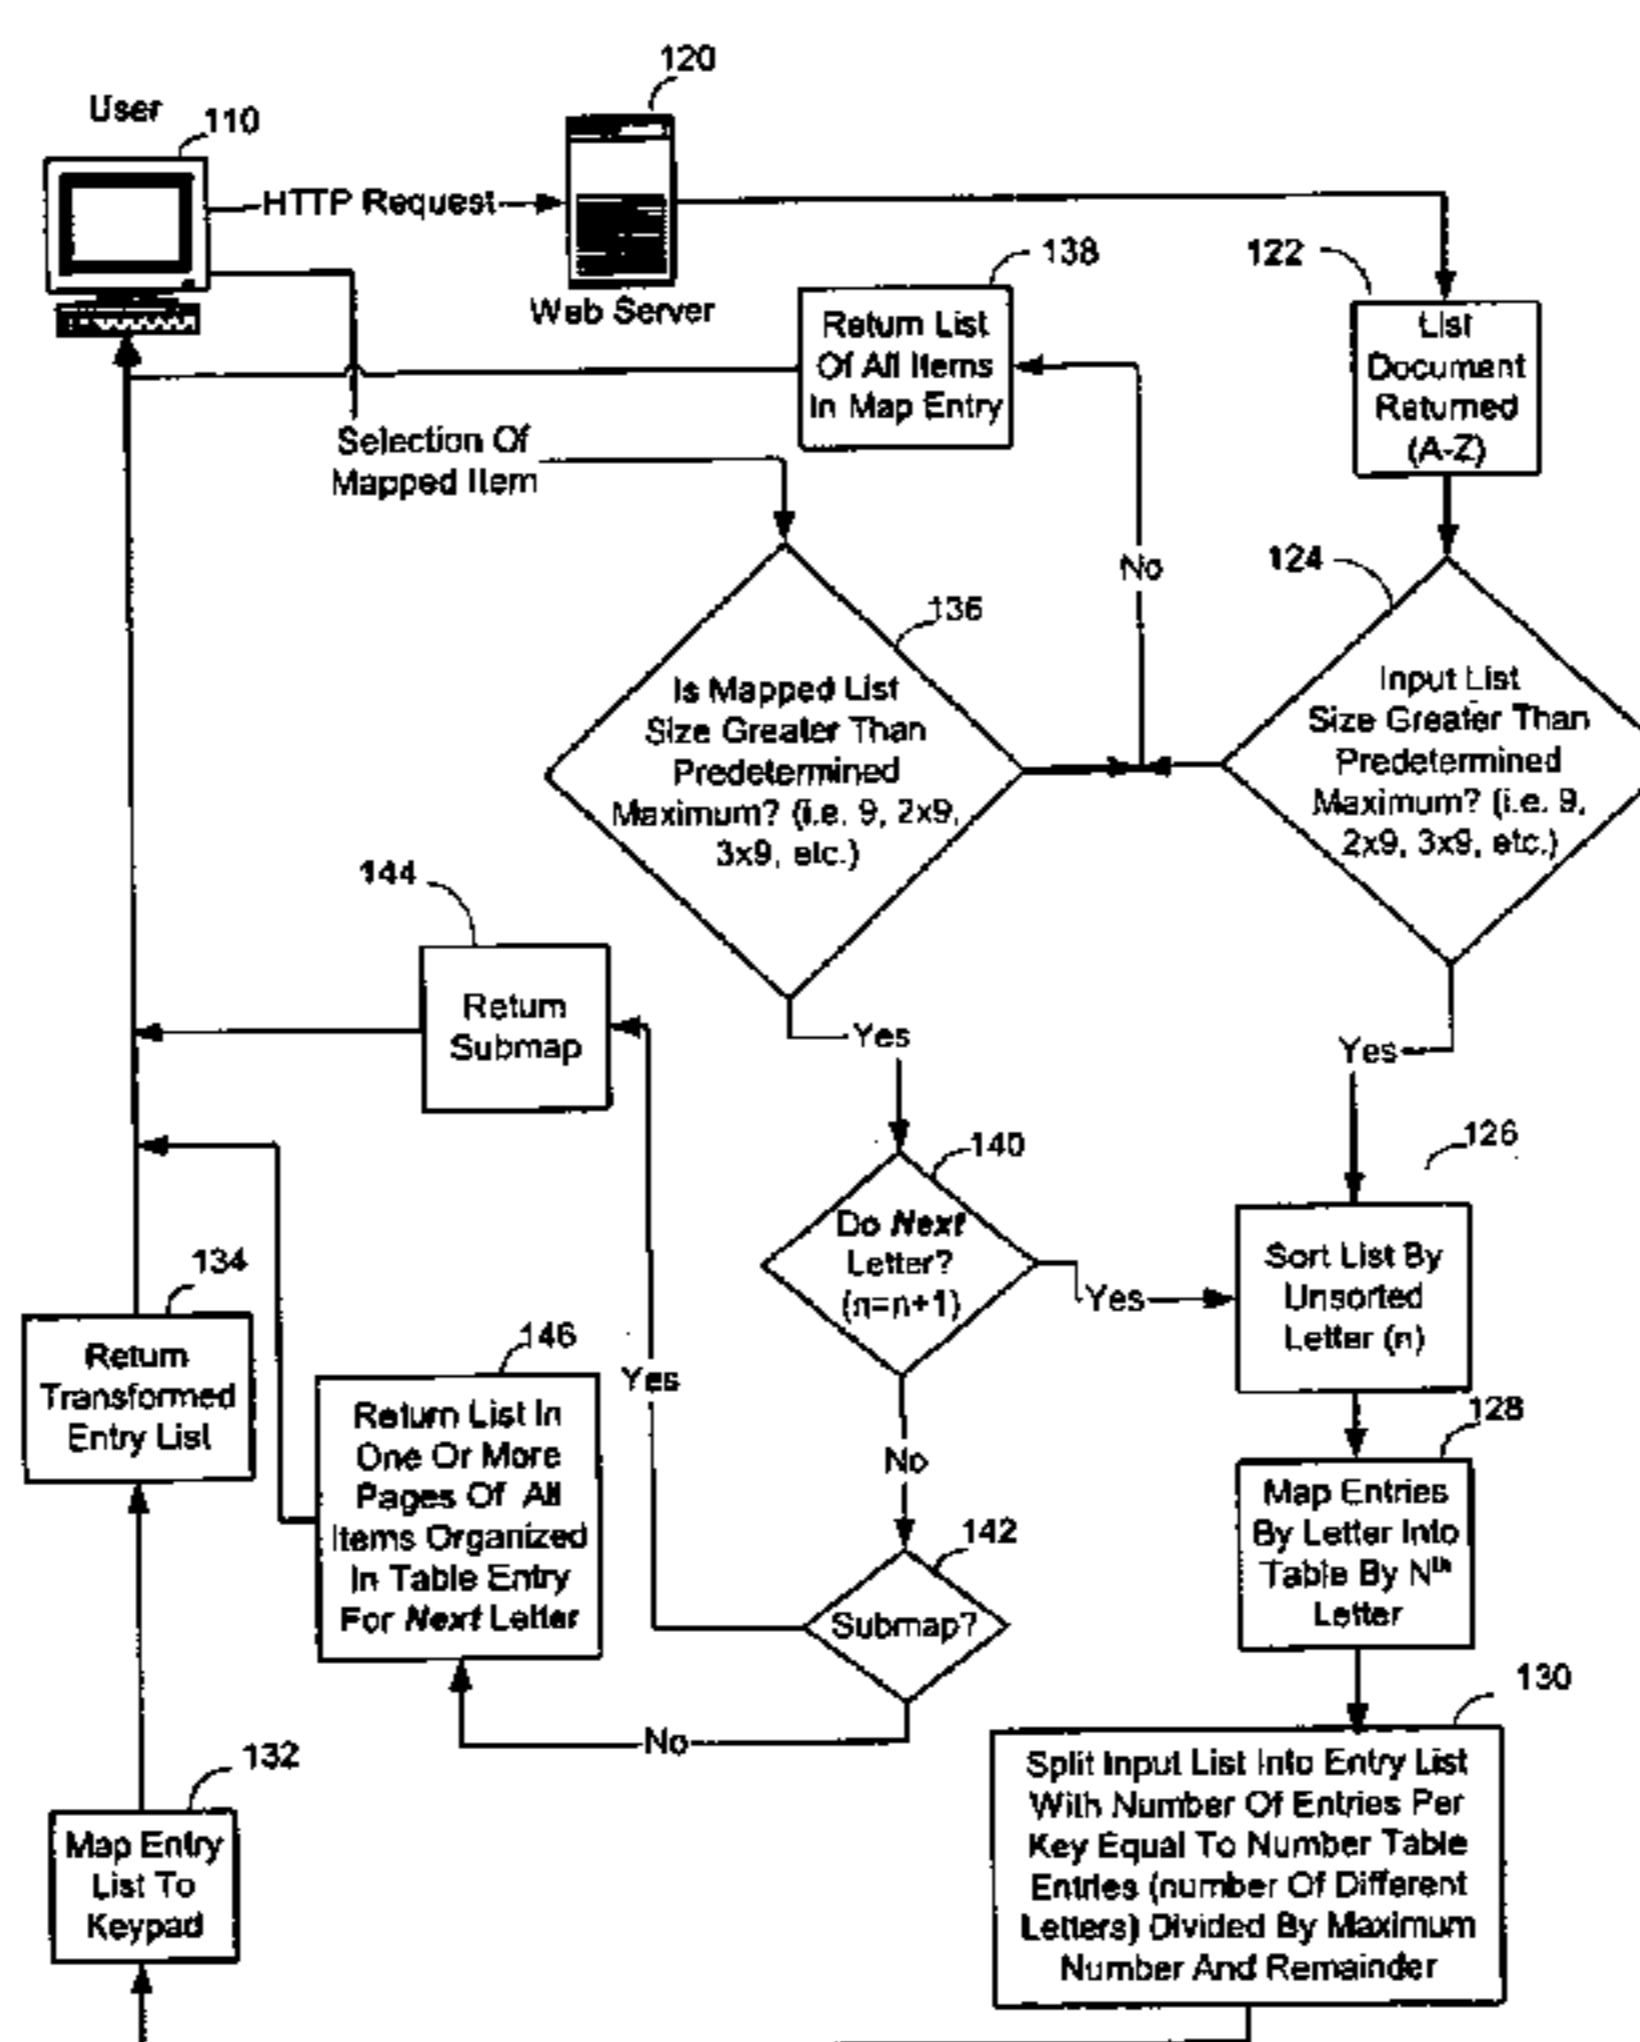 120
User
110
HTTP Request
Web Server
138
122
Return List
Of All Items
In Map Entry
List
Document
Returned
(A-Z)
Selection Of
Mapped Item
No
124
136
Is Mapped List
Size Greater Than
Predetermined
Maximum? (i.e. 9, 2x9,
3x9, etc.)
Input List
Size Greater Than
Predetermined
Maximum? (i.e. 9,
2x9, 3x9, etc.)
144
Return
Submap
Yes
Yes
140
126
Do Next
Letter?
(n=n+1)
Yes
Sort List By
Unsorted
Letter (n)
134
Return
Transformed
Entry List
146
Yes
Return List In
One Or More
Pages Of All
Items Organized
In Table Entry
For Next Letter
No
128
Map Entries
By Letter Into
Table By Nth
Letter
142
Submap?
No
130
Split Input List Into Entry List
With Number Of Entries Per
Key Equal To Number Table
Entries (number Of Different
Letters) Divided By Maximum
Number And Remainder
132
Map Entry
List To
Keypad